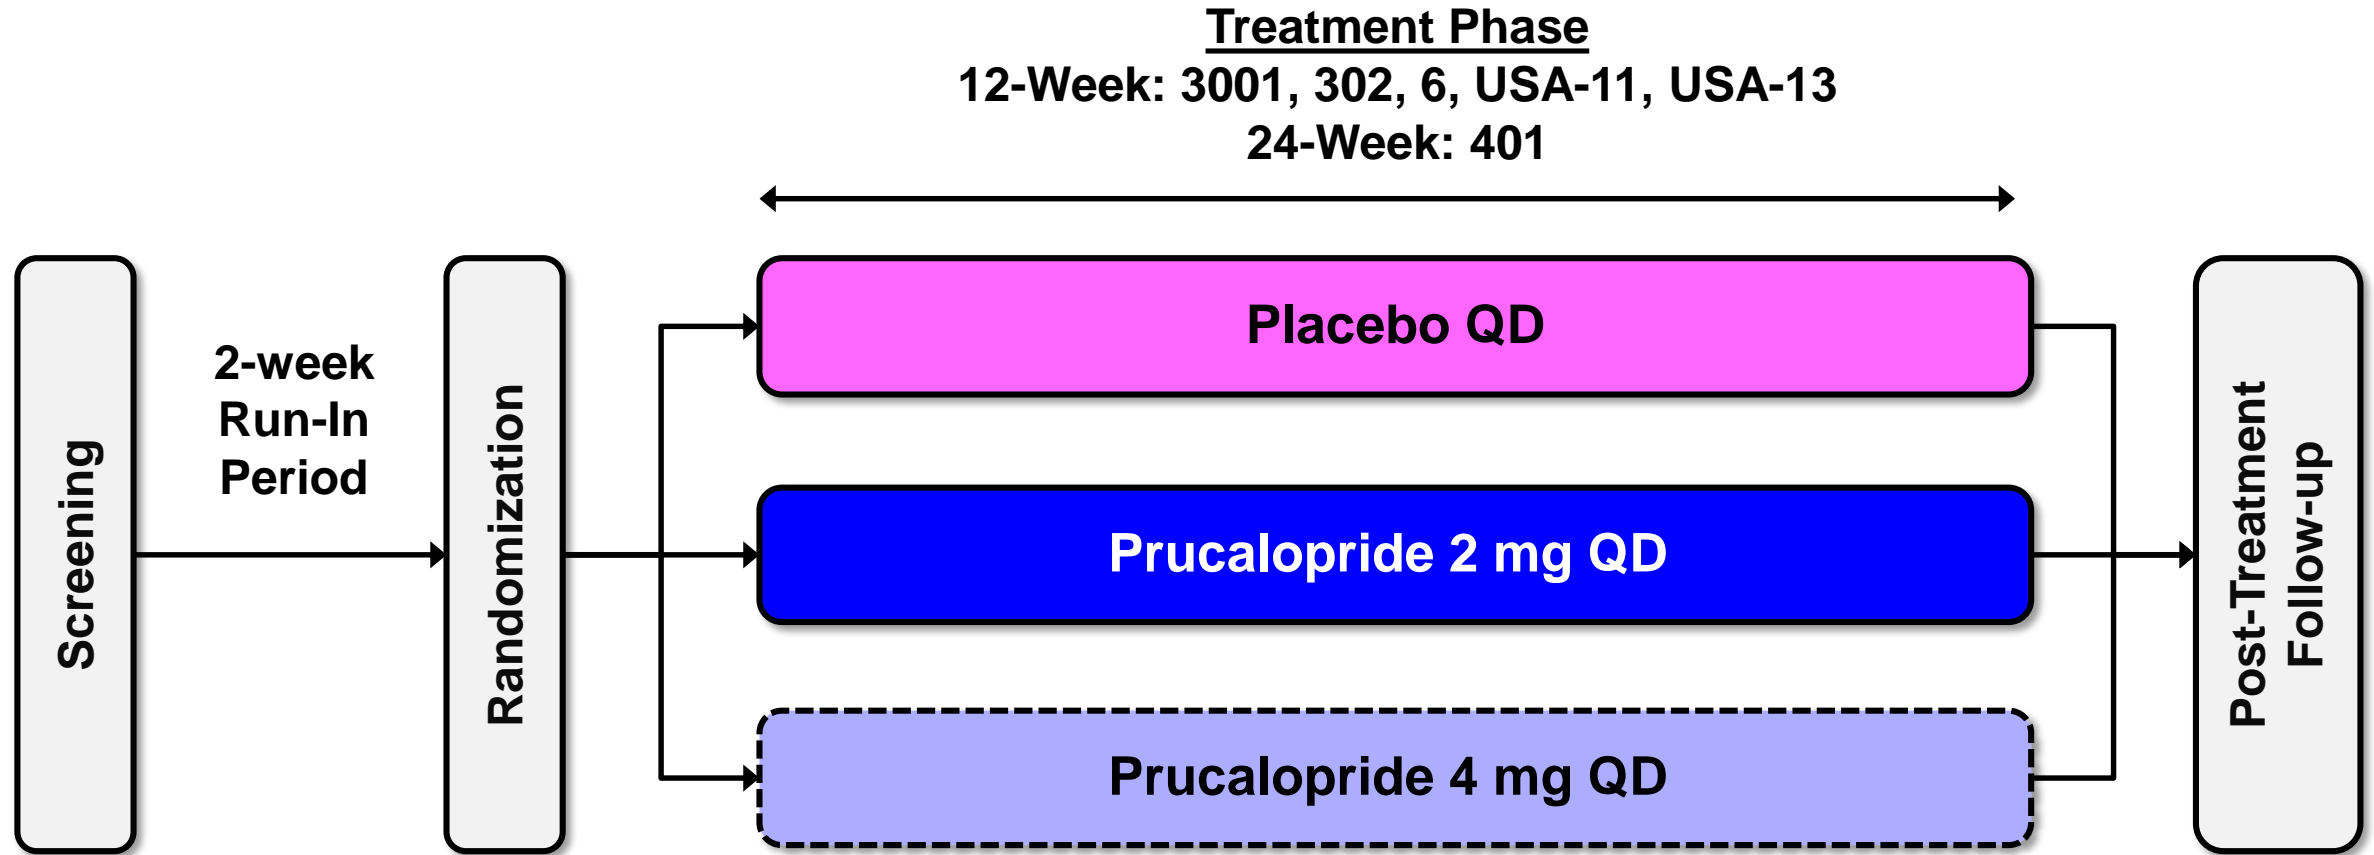 Treatment Phase
12-Week: 3001, 302, 6, USA-11, USA-13
24-Week: 401
Screening
2-week
Run-In
Period
Randomization
Placebo QD
Prucalopride 2 mg QD
Prucalopride 4 mg QD
Post-Treatment
Follow-up